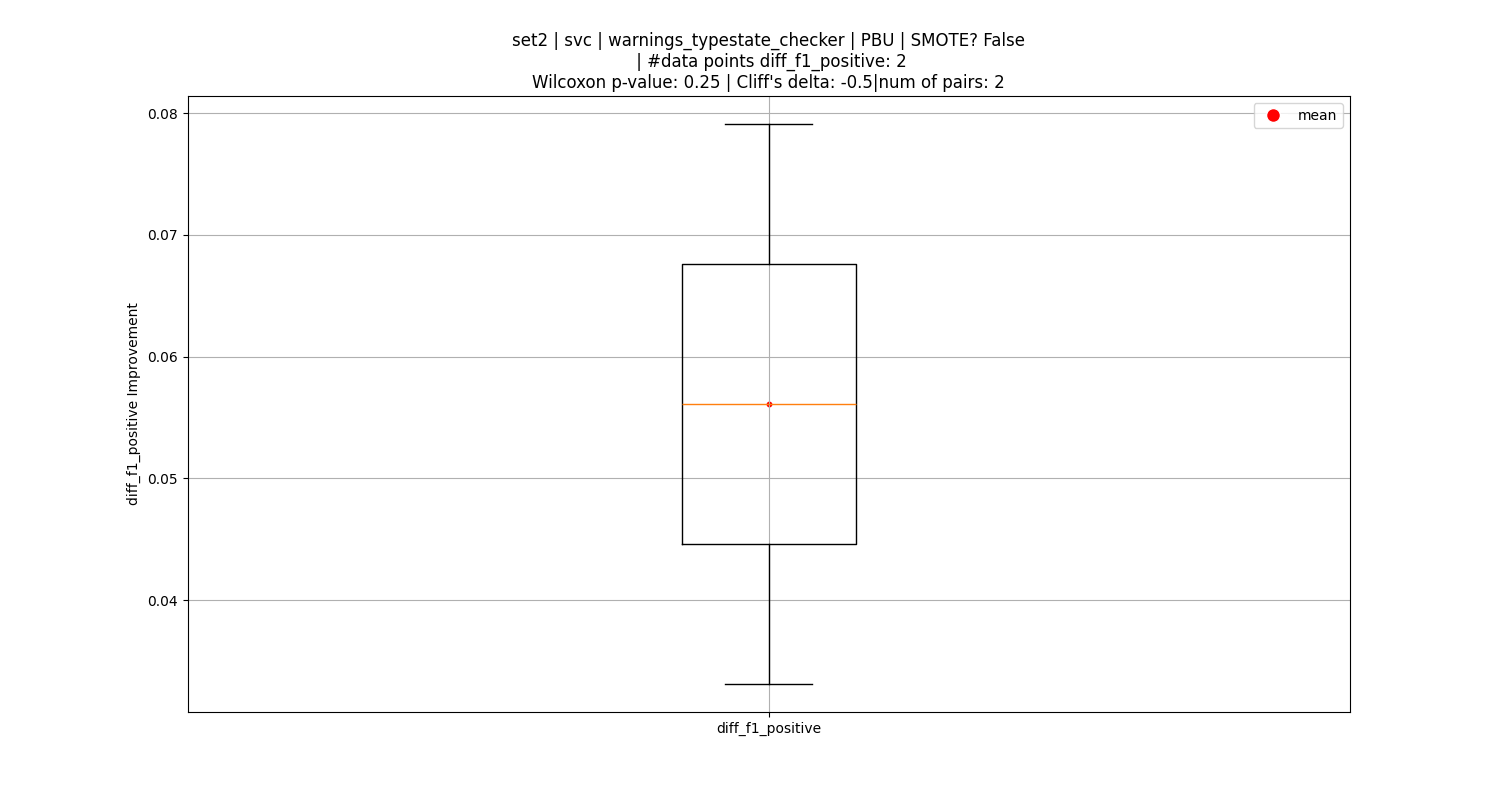 set2 | svc | warnings_typestate_checker | PBU | SMOTE? False
| #data points diff_f1_positive: 2
Wilcoxon p-value: 0.25 | Cliff's delta: -0.5|num of pairs: 2
mean
0.08
0.07
0.06
0.05
0.04
diff_f1_positive Improvement
diff_f1_positive